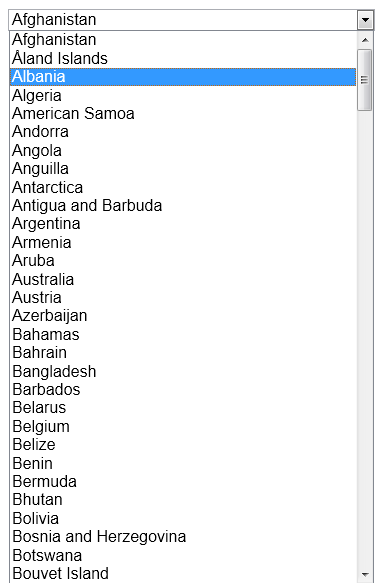 Afghanistan
Afghanistan
Åland Islands
Albania
Algeria
American Samoa
Andorra
Angola
Anguilla
Antarctica
Antigua and Barbuda
Argentina
Armenia
Aruba
Australia
Austria
Azerbaijan
Bahamas
Bahrain
Bangladesh
Barbados
Belarus
Belgium
Belize
Benin
Bermuda
Bhutan
Bolivia
Bosnia and Herzegovina
Botswana
Bouvet Island